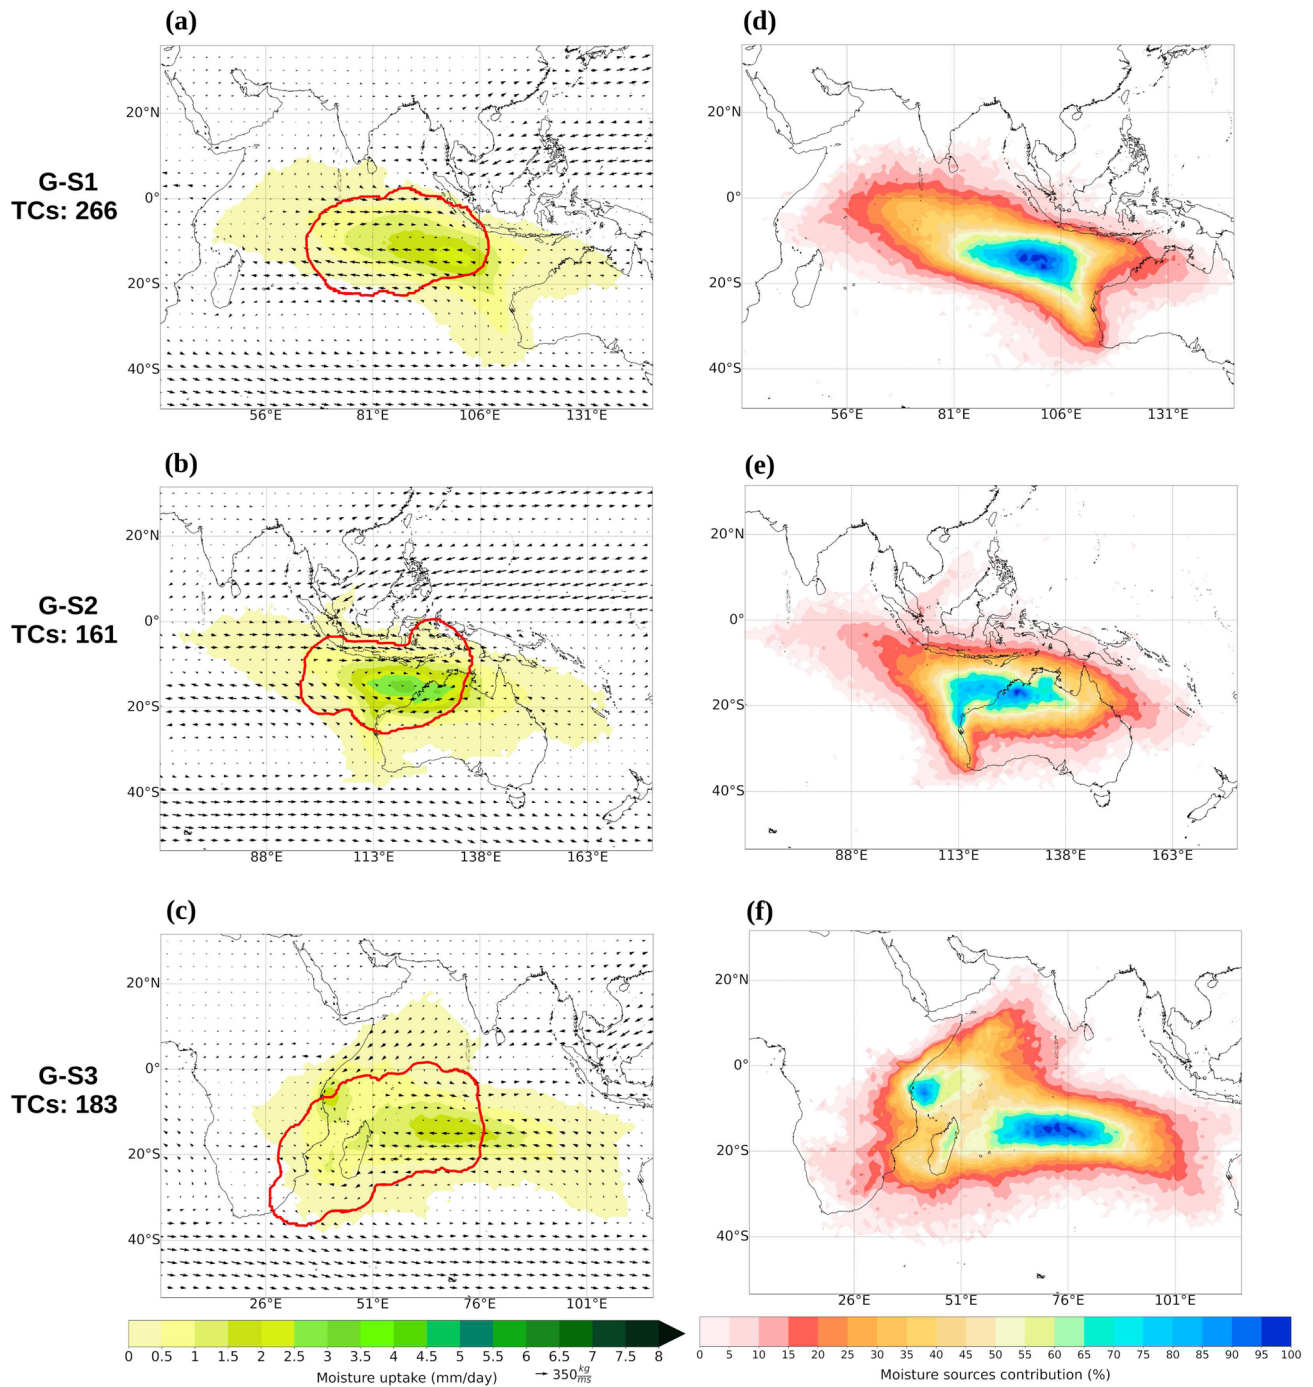 (a) (d)
20°N 20°N
G-S1
TCs: 266
0° 0°
20°S 20°S
40°S 40°S
56°E 81°E 106°E 131°E 56°E 81°E 106°E 131°E
(b) (e)
20°N 20°N
G-S2
TCs: 161
0° 0°
20°S 20°S
40°S 40°S
88°E 113°E 138°E 163°E 88°E 113°E 138°E 163°E
(c) (f)
20°N 20°N
G-S3
TCs: 183
0° 0°
20°S 20°S
40°S 40°S
26°E 51°E 76°E 101°E 26°E 51°E 76°E 101°E
0 0.5 1 1.5 2 2.5 3 3.5 4 4.5 5 5.5 6 6.5 7 7.5 8
Moisture uptake (mm/day) 350 kg/ms
0 5 10 15 20 25 30 35 40 45 50 55 60 65 70 75 80 85 90 95 100
Moisture sources contribution (%)